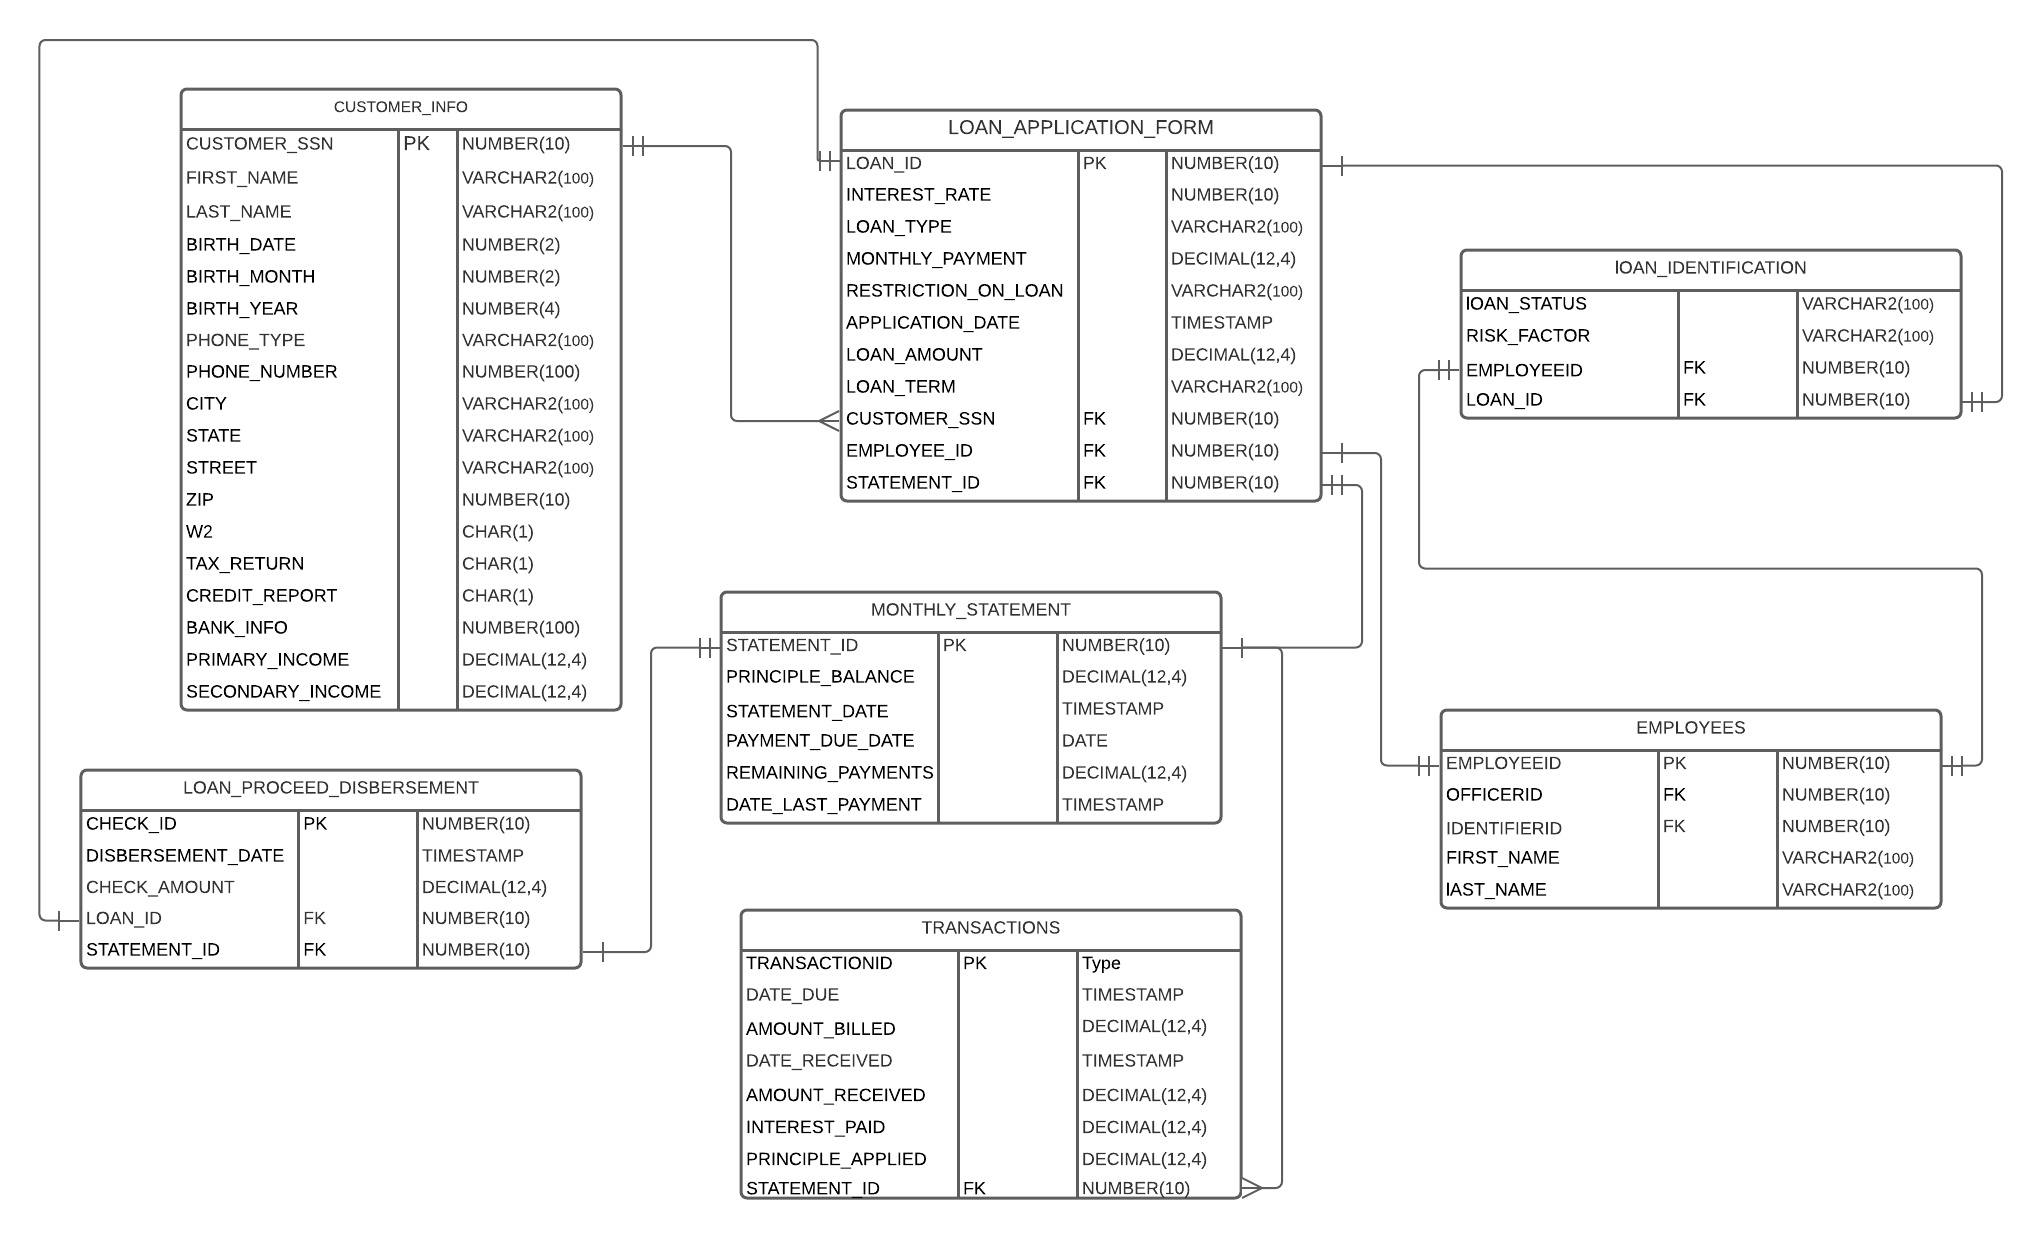 CUSTOMER_INFO
CUSTOMER_SSN PK NUMBER(10)
FIRST_NAME VARCHAR2(100)
LAST_NAME VARCHAR2(100)
BIRTH_DATE NUMBER(2)
BIRTH_MONTH NUMBER(2)
BIRTH_YEAR NUMBER(4)
PHONE_TYPE VARCHAR2(100)
PHONE_NUMBER NUMBER(100)
CITY VARCHAR2(100)
STATE VARCHAR2(100)
STREET VARCHAR2(100)
ZIP NUMBER(10)
W2 CHAR(1)
TAX_RETURN CHAR(1)
CREDIT_REPORT CHAR(1)
BANK_INFO NUMBER(100)
PRIMARY_INCOME DECIMAL(12,4)
SECONDARY_INCOME DECIMAL(12,4)
LOAN_APPLICATION_FORM
LOAN_ID PK NUMBER(10)
INTEREST_RATE NUMBER(10)
LOAN_TYPE VARCHAR2(100)
MONTHLY_PAYMENT DECIMAL(12,4)
RESTRICTION_ON_LOAN VARCHAR2(100)
APPLICATION_DATE TIMESTAMP
LOAN_AMOUNT DECIMAL(12,4)
LOAN_TERM VARCHAR2(100)
CUSTOMER_SSN FK NUMBER(10)
EMPLOYEE_ID FK NUMBER(10)
STATEMENT_ID FK NUMBER(10)
lOAN_IDENTIFICATION
lOAN_STATUS VARCHAR2(100)
RISK_FACTOR VARCHAR2(100)
EMPLOYEEID FK NUMBER(10)
LOAN_ID FK NUMBER(10)
MONTHLY_STATEMENT
STATEMENT_ID PK NUMBER(10)
PRINCIPLE_BALANCE DECIMAL(12,4)
STATEMENT_DATE TIMESTAMP
PAYMENT_DUE_DATE DATE
REMAINING_PAYMENTS DECIMAL(12,4)
DATE_LAST_PAYMENT TIMESTAMP
EMPLOYEES
EMPLOYEEID PK NUMBER(10)
OFFICERID FK NUMBER(10)
IDENTIFIERID FK NUMBER(10)
FIRST_NAME VARCHAR2(100)
lAST_NAME VARCHAR2(100)
LOAN_PROCEED_DISBERSEMENT
CHECK_ID PK NUMBER(10)
DISBERSEMENT_DATE TIMESTAMP
CHECK_AMOUNT DECIMAL(12,4)
LOAN_ID FK NUMBER(10)
STATEMENT_ID FK NUMBER(10)
TRANSACTIONS
TRANSACTIONID PK Type
DATE_DUE TIMESTAMP
AMOUNT_BILLED DECIMAL(12,4)
DATE_RECEIVED TIMESTAMP
AMOUNT_RECEIVED DECIMAL(12,4)
INTEREST_PAID DECIMAL(12,4)
PRINCIPLE_APPLIED DECIMAL(12,4)
STATEMENT_ID FK NUMBER(10)